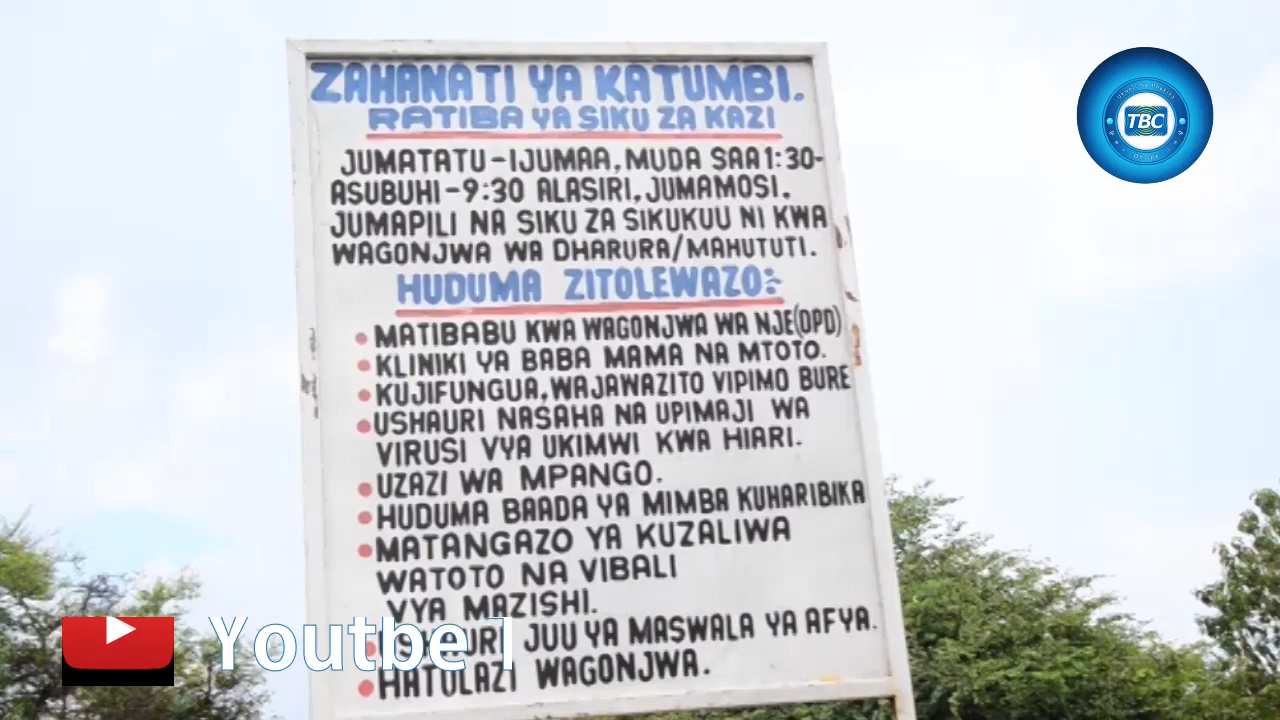 ZAHANATI YA KATUMBI.
RATIBA YA SIKU ZA KAZI
JUMATATU-IJUMAA, MUDA SAA 1:30-
ASUBUHI-9:30 ALASIRI, JUMAMOSI,
JUMAPILI NA SIKU ZA SIKUKUU NI KWA
WAGONJWA WA DHARURA/MAHUTUTI.
HUDUMA ZITOLEWAZO:-
• MATIBABU KWA WAGONJWA WA NJE(OPD)
• KLINIKI YA BABA MAMA NA MTOTO.
• KUJIFUNGUA, WAJAWAZITO VIPIMO BURE
• USHAURI NASAHA NA UPIMAJI WA
VIRUSI VYA UKIMWI KWA HIARI.
• UZAZI WA MPANGO.
• HUDUMA BAADA YA MIMBA KUHARIBIKA
• MATANGAZO YA KUZALIWA
WATOTO NA VIBALI
VYA MAZISHI.
• JUU YA MASWALA YA AFYA.
• HATULAZI WAGONJWA.
TBC
Youtbe